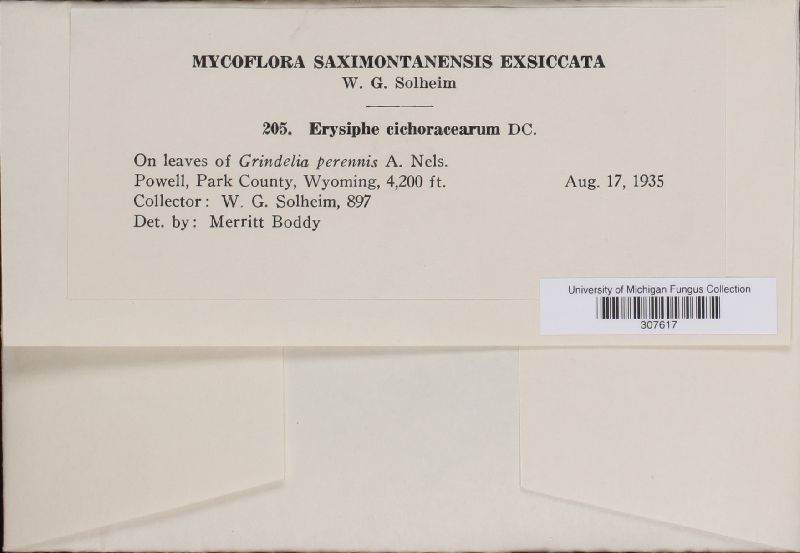 MYCOFLORA SAXIMONTANENSIS EXSICCATA
W. G. Solheim
205. Erysiphe cichoracearum DC.
On leaves of Grindelia perennis A. Nels.
Powell, Park County, Wyoming, 4,200 ft. Aug. 17, 1935
Collector: W. G. Solheim, 897
Det. by: Merritt Boddy
University of Michigan Fungus Collection
307617